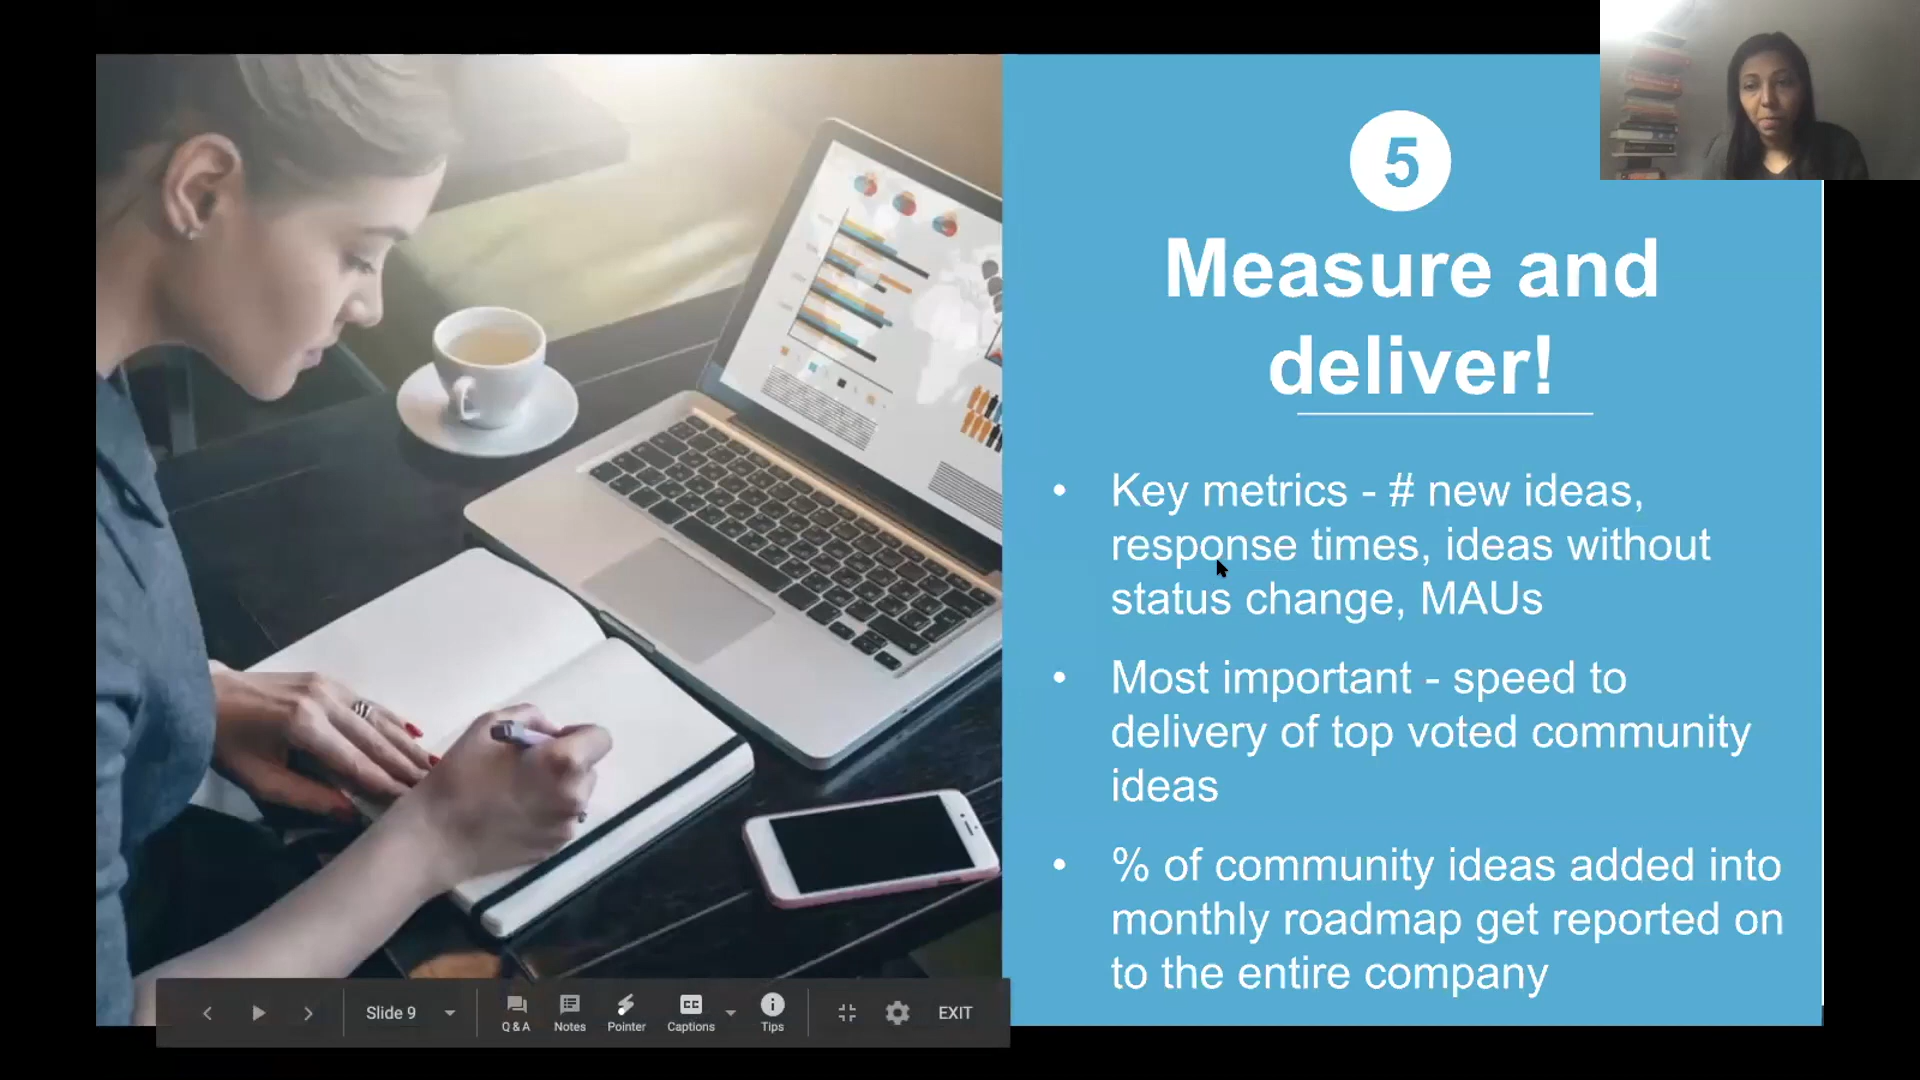 5
Measure and
deliver!
• Key metrics - # new ideas,
response times, ideas without
status change, MAUs
• Most important - speed to
delivery of top voted community
ideas
• % of community ideas added into
monthly roadmap get reported on
to the entire company
Slide 9
Q & A
Notes
Pointer
CC
Captions
Tips
EXIT